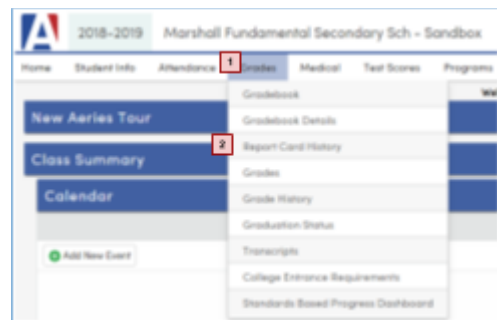 2018-2019 Marshall Fundamental Secondary Sch - Sandbox
Home Student Info Attendance 1 Grades Medical Test Scores Programs
Gradebook
New Aeries Tour
Gradebook Details
2 Report Card History
Class Summary
Grades
Calendar
Grade History
Graduation Status
Add New Event
Transcripts
College Entrance Requirements
Standards Based Progress Dashboard